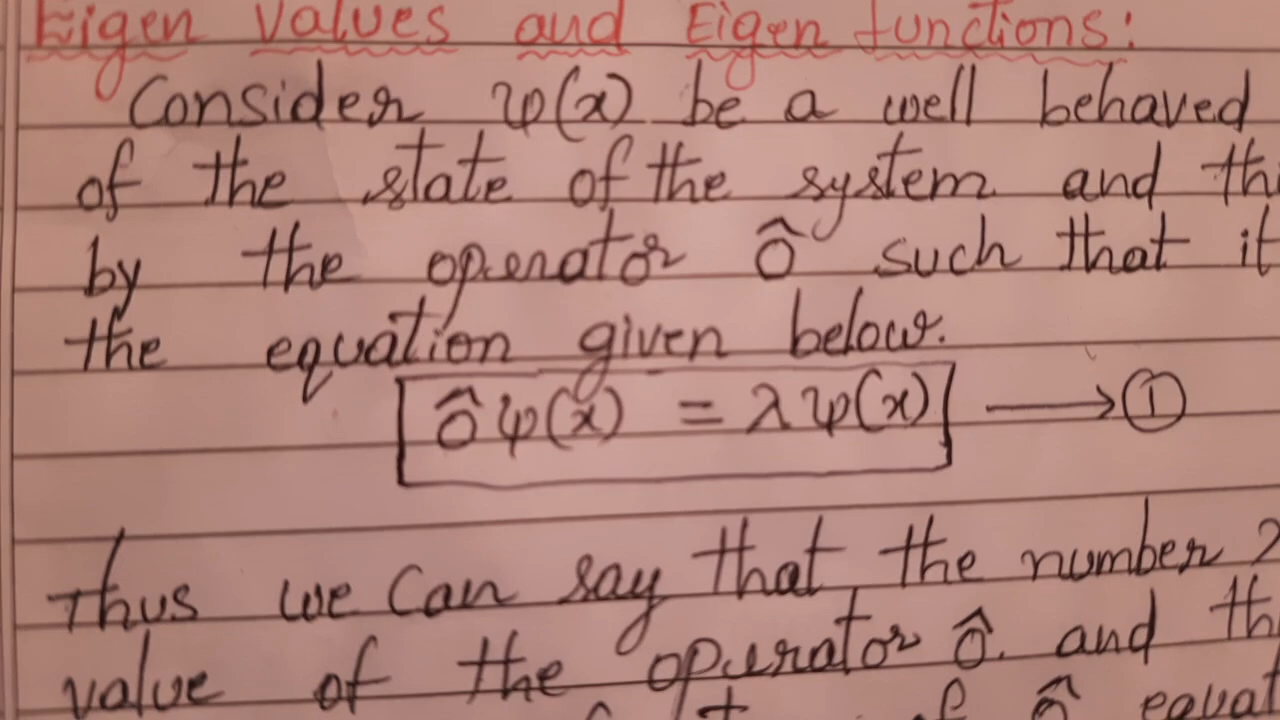 Eigen values and Eigen functions:
Consider ψ(x) be a well behaved
of the state of the system and
by the operator ô such that it
the equation given below.
ôψ(x) = λψ(x) ⟶ ①
Thus we can say that the number
value of the operator ô. and
of ô